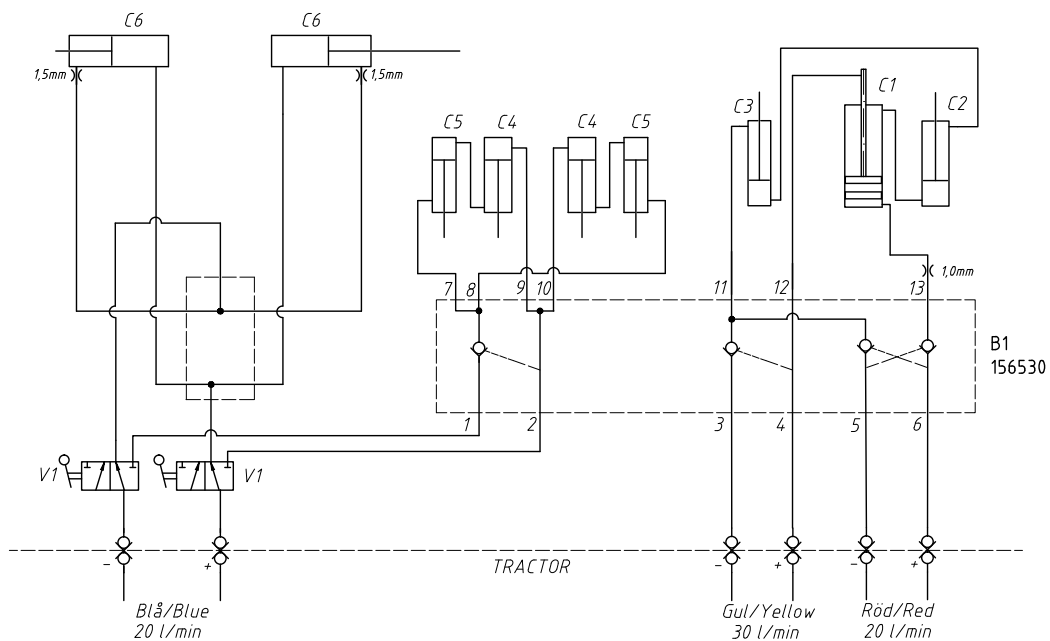 C6
C6
1,5mm
1,5mm
C5
C4
C4
C5
C3
C1
C2
1,0mm
7
8
9
10
11
12
13
B1
156530
1
2
3
4
5
6
V1
V1
-
+
-
+
-
+
TRACTOR
Blå/Blue
20 l/min
Gul/Yellow
30 l/min
Röd/Red
20 l/min